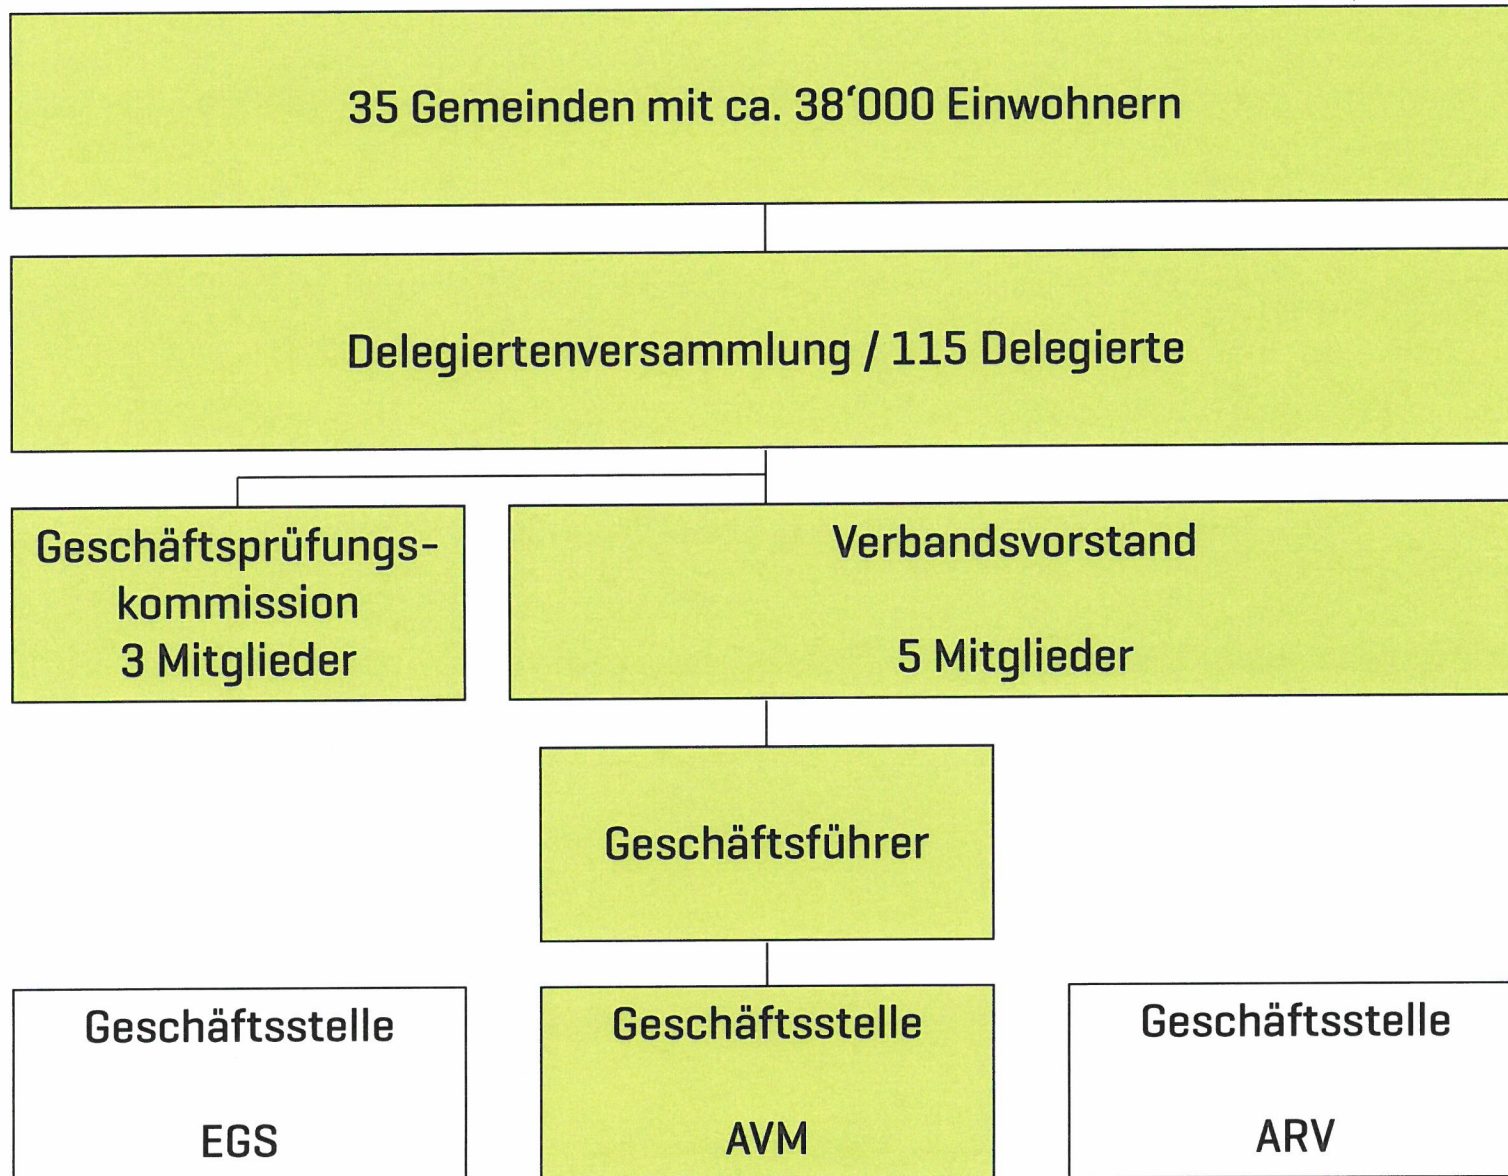 35 Gemeinden mit ca. 38‘000 Einwohnern
Delegiertenversammlung / 115 Delegierte
Geschäftsprüfungs-
kommission
3 Mitglieder
Verbandsvorstand
5 Mitglieder
Geschäftsführer
Geschäftsstelle
EGS
Geschäftsstelle
AVM
Geschäftsstelle
ARV